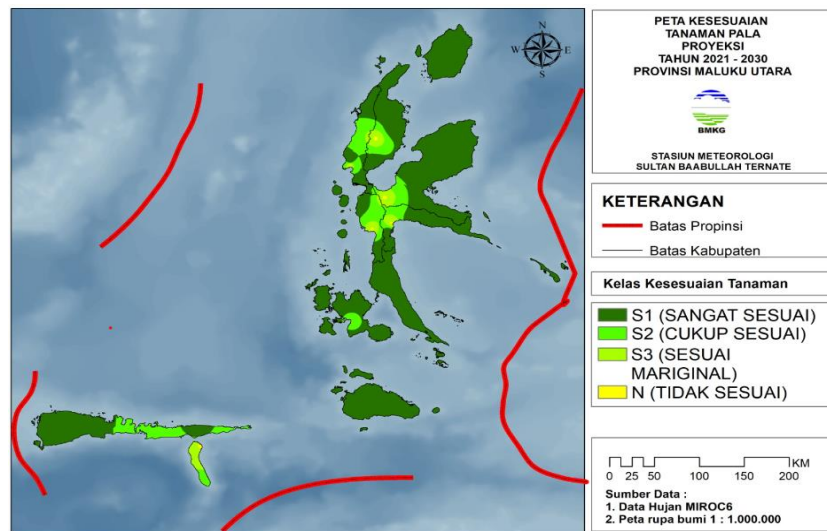 PETA KESESUAIAN
TANAMAN PALA
PROYEKSI
TAHUN 2021 - 2030
PROVINSI MALUKU UTARA
BMKG
STASIUN METEOROLOGI
SULTAN BAABULLAH TERNATE
N
W E
S
KETERANGAN
Batas Propinsi
Batas Kabupaten
Kelas Kesesuaian Tanaman
S1 (SANGAT SESUAI)
S2 (CUKUP SESUAI)
S3 (SESUAI
MARIGINAL)
N (TIDAK SESUAI)
KM
0 25 50 100 150 200
Sumber Data :
1. Data Hujan MIROC6
2. Peta rupa bumi 1 : 1.000.000